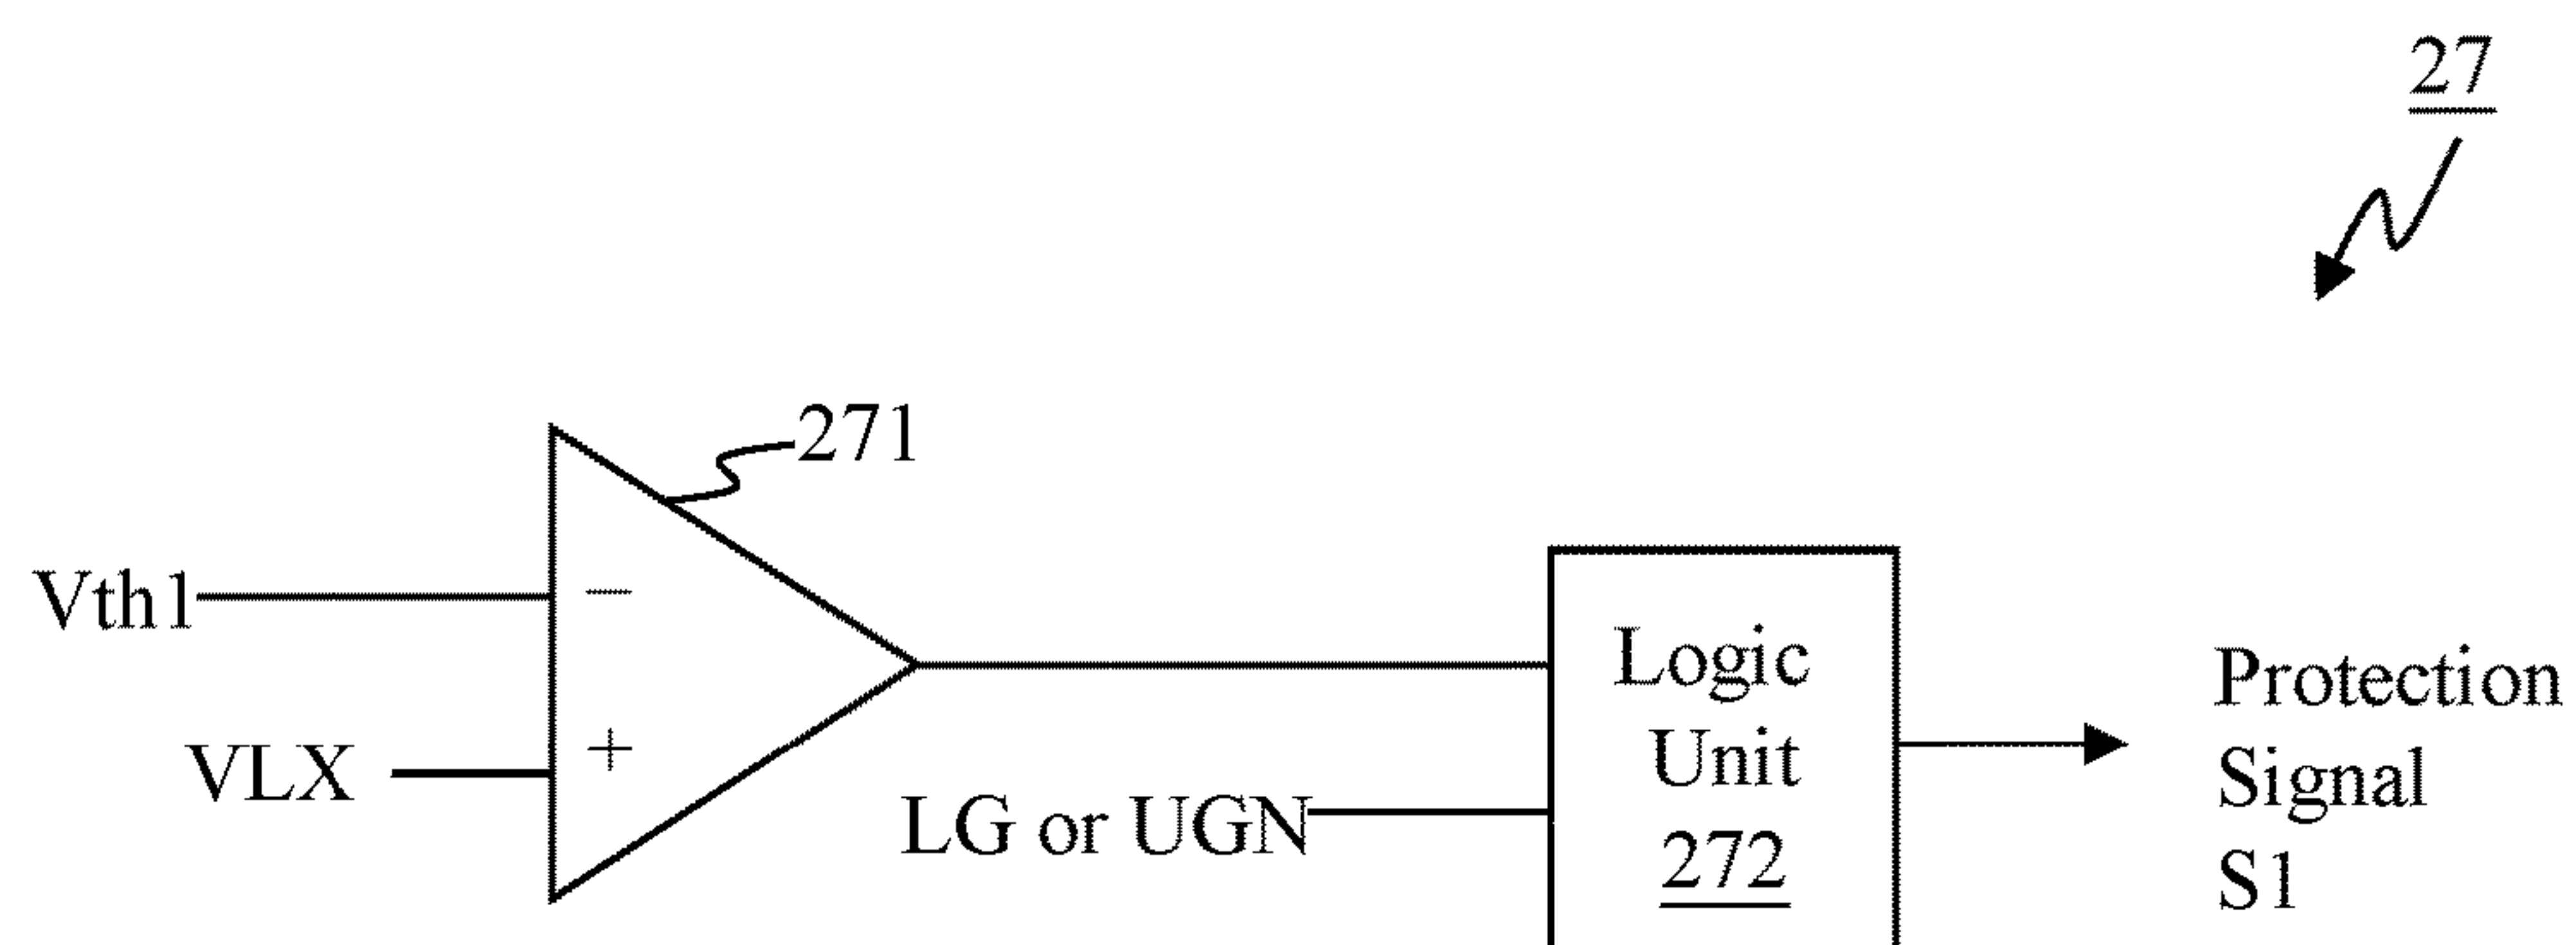 27
271
Vth1
−
+
VLX
LG or UGN
Logic
Unit
272
Protection
Signal
S1